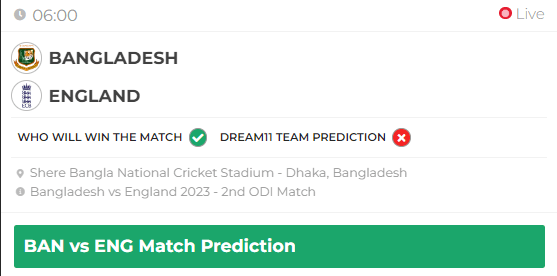 06:00 Live
BANGLADESH
ENGLAND
WHO WILL WIN THE MATCH DREAM11 TEAM PREDICTION
Shere Bangla National Cricket Stadium - Dhaka, Bangladesh
Bangladesh vs England 2023 - 2nd ODI Match
BAN vs ENG Match Prediction